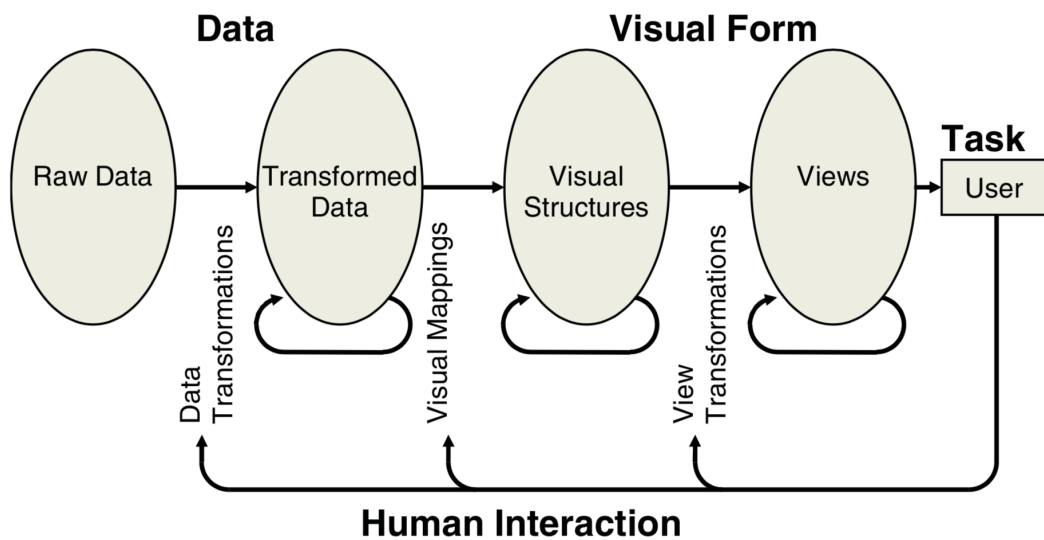 Data
Visual Form
Task
Raw Data
Transformed
Data
Visual
Structures
Views
User
Data
Transformations
Visual Mappings
View
Transformations
Human Interaction